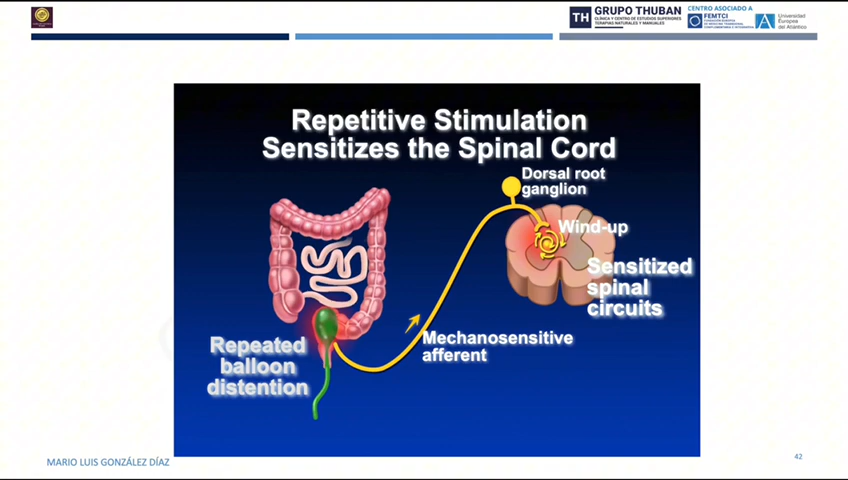 TH
GRUPO THUBAN
CLÍNICA Y CENTRO DE ESTUDIOS SUPERIORES
TERAPIAS NATURALES Y MANUALES
CENTRO ASOCIADO A
FEMTCI
Universidad
Europea
del Atlántico
Repetitive Stimulation
Sensitizes the Spinal Cord
Dorsal root
ganglion
Wind-up
Sensitized
spinal
circuits
Mechanosensitive
afferent
Repeated
balloon
distention
MARIO LUIS GONZÁLEZ DÍAZ
42